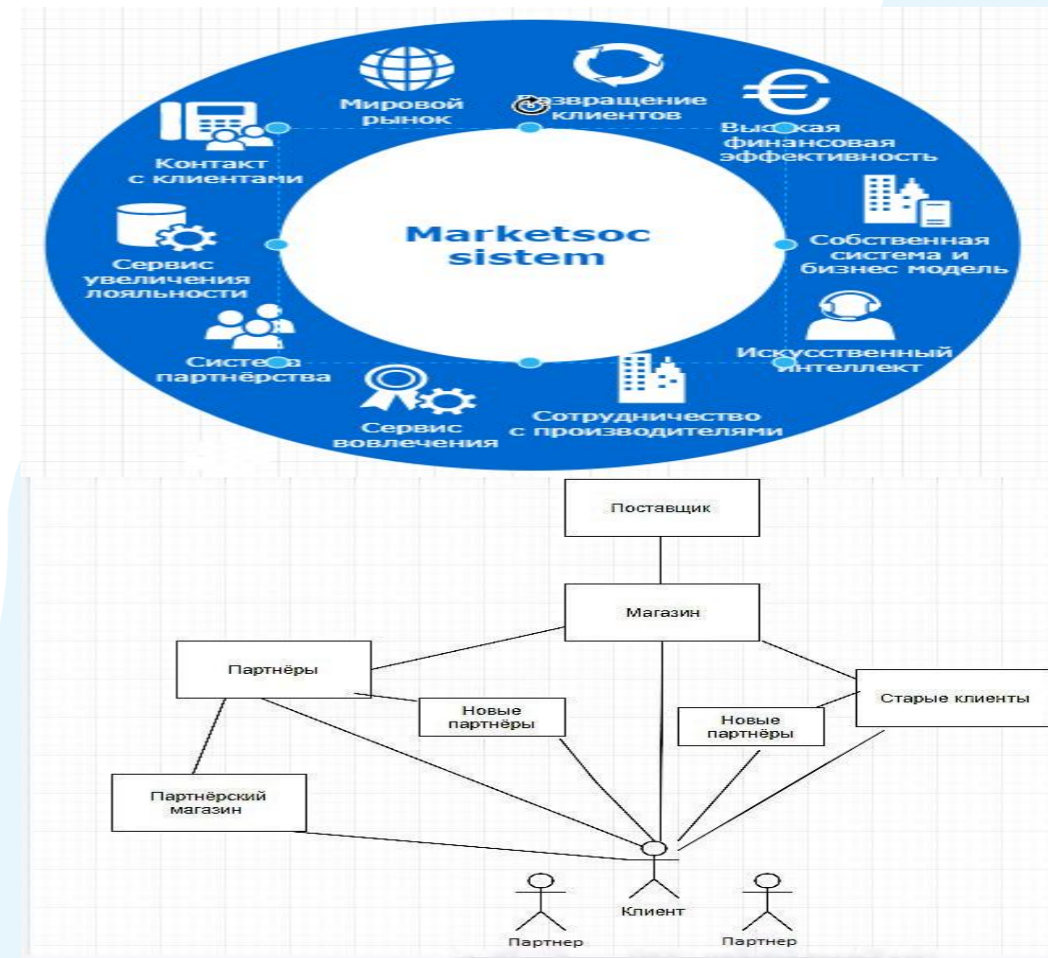 Мировой
рынок
Возвращение
клиентов
Высокая
финансовая
эффективность
Контакт
с клиентами
Marketsoc
sistem
Собственная
система и
бизнес модель
Сервис
увеличения
лояльности
Искусственный
интеллект
Система
партнёрства
Сервис
вовлечения
Сотрудничество
с производителями
Поставщик
Магазин
Партнёры
Старые клиенты
Новые
партнёры
Новые
партнёры
Партнёрский
магазин
Клиент
Партнер
Партнер